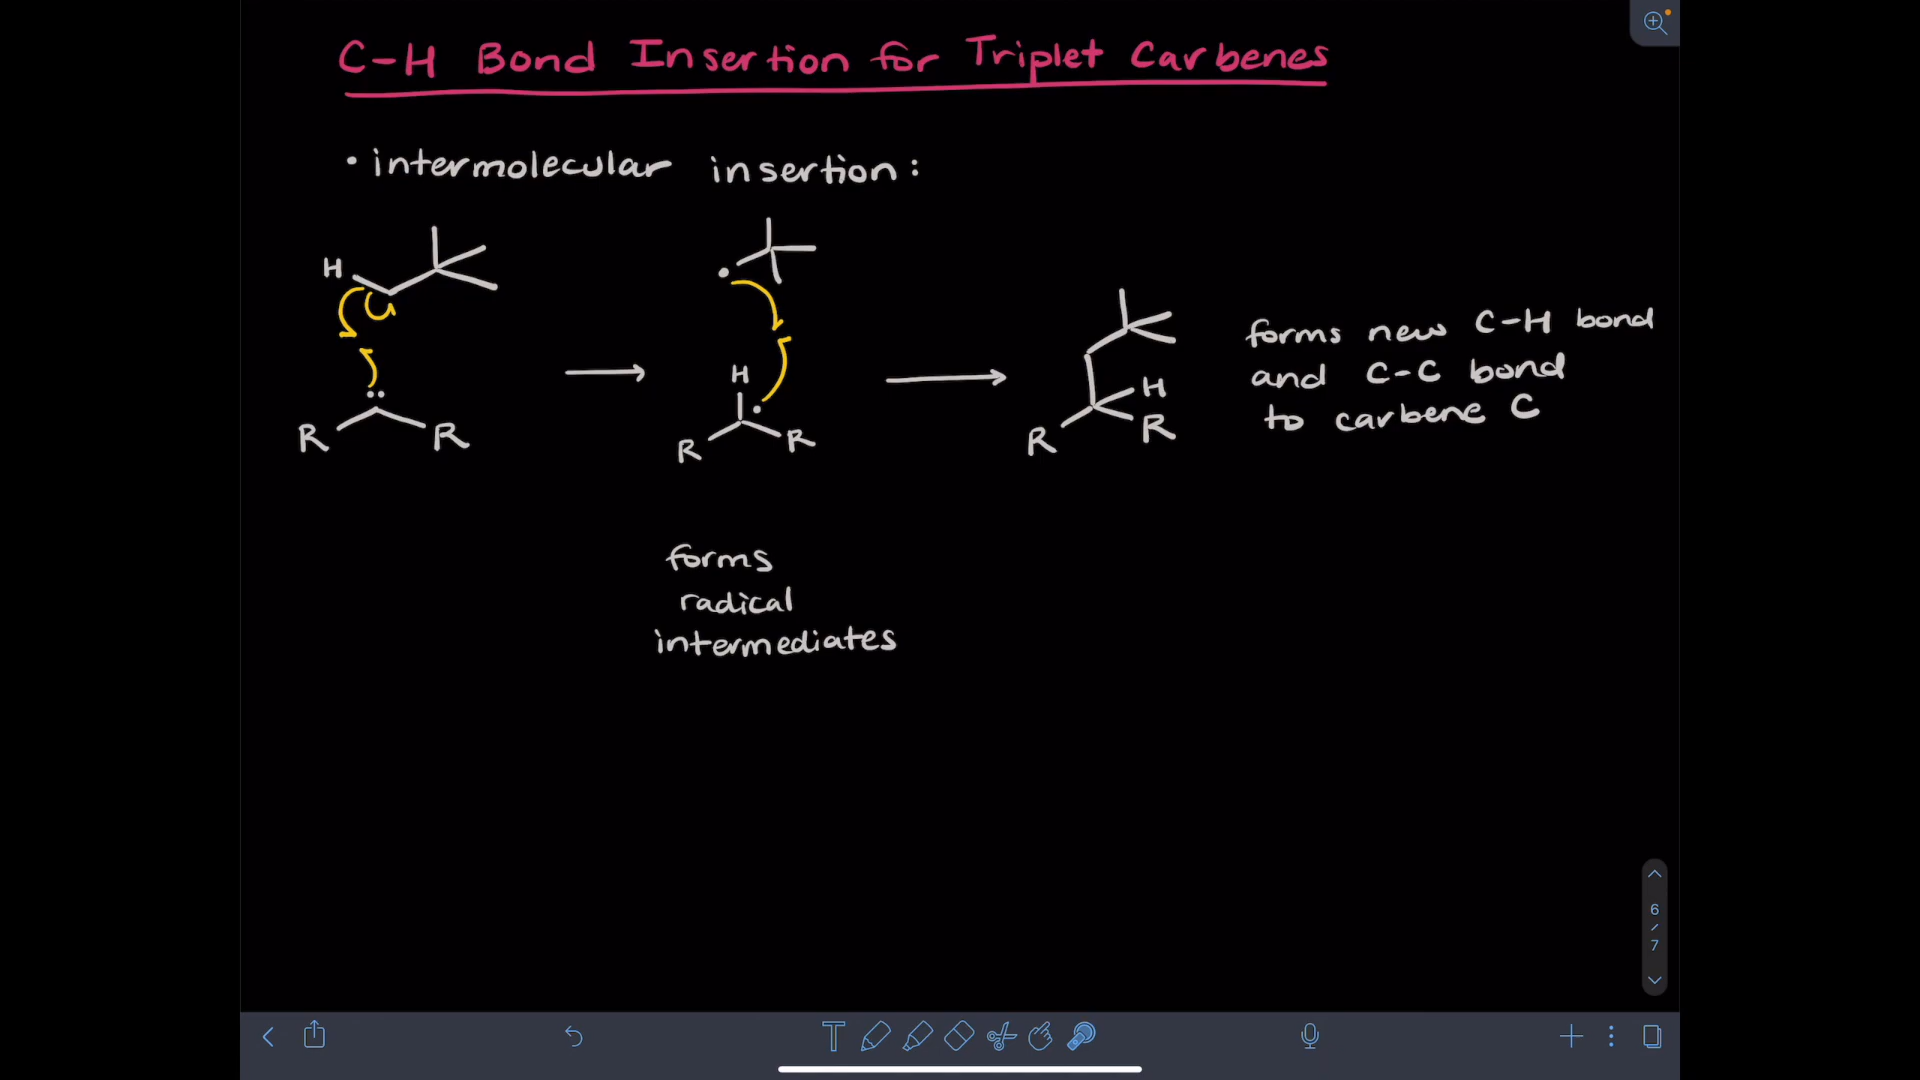 C-H Bond Insertion for Triplet Carbenes
• intermolecular insertion:
H
R
R
H
R
R
H
R
R
forms new C-H bond
and C-C bond
to carbene C
forms
radical
intermediates
6
/
7
T